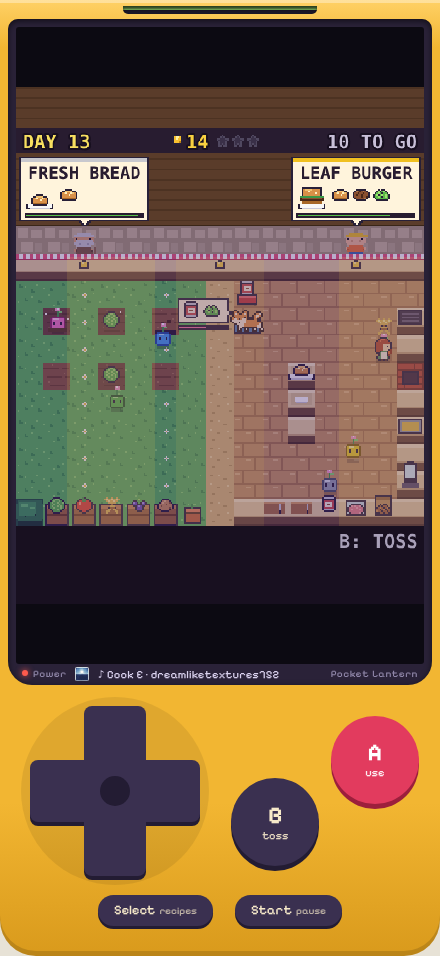 DAY 13
14
10 TO GO
FRESH BREAD
LEAF BURGER
B: TOSS
Power
♪ Cook E · dreamliketextures792
Pocket Lantern
A
use
B
toss
Select recipes
Start pause